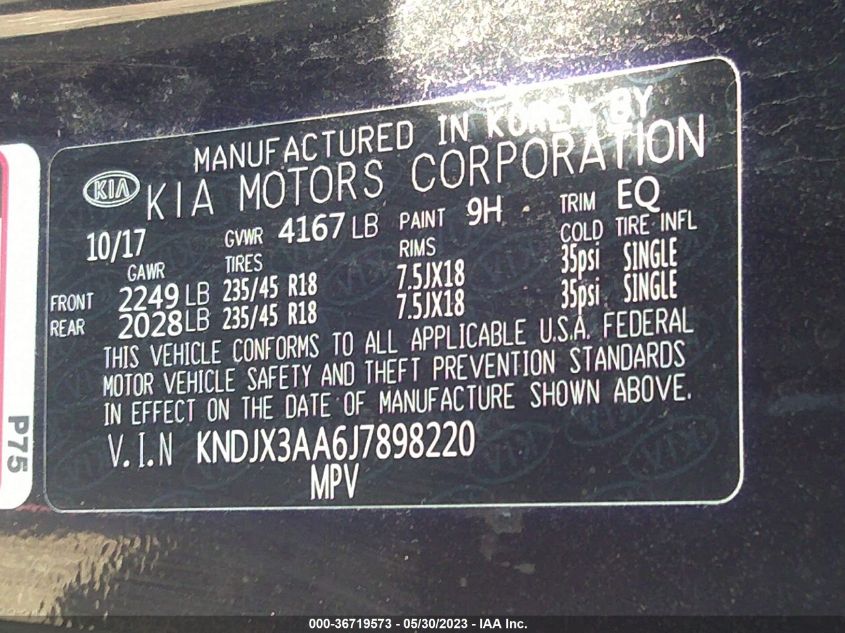 MANUFACTURED IN KOREA BY
KIA KIA MOTORS CORPORATION
10/17 GVWR 4167 LB PAINT 9H TRIM EQ
GAWR TIRES RIMS COLD TIRE INFL
FRONT 2249 LB 235/45 R18 7.5JX18 35psi SINGLE
REAR 2028 LB 235/45 R18 7.5JX18 35psi SINGLE
THIS VEHICLE CONFORMS TO ALL APPLICABLE U.S.A. FEDERAL
MOTOR VEHICLE SAFETY AND THEFT PREVENTION STANDARDS
IN EFFECT ON THE DATE OF MANUFACTURE SHOWN ABOVE.
V.I.N KNDJX3AA6J7898220
MPV
P75
000-36719573 - 05/30/2023 - IAA Inc.